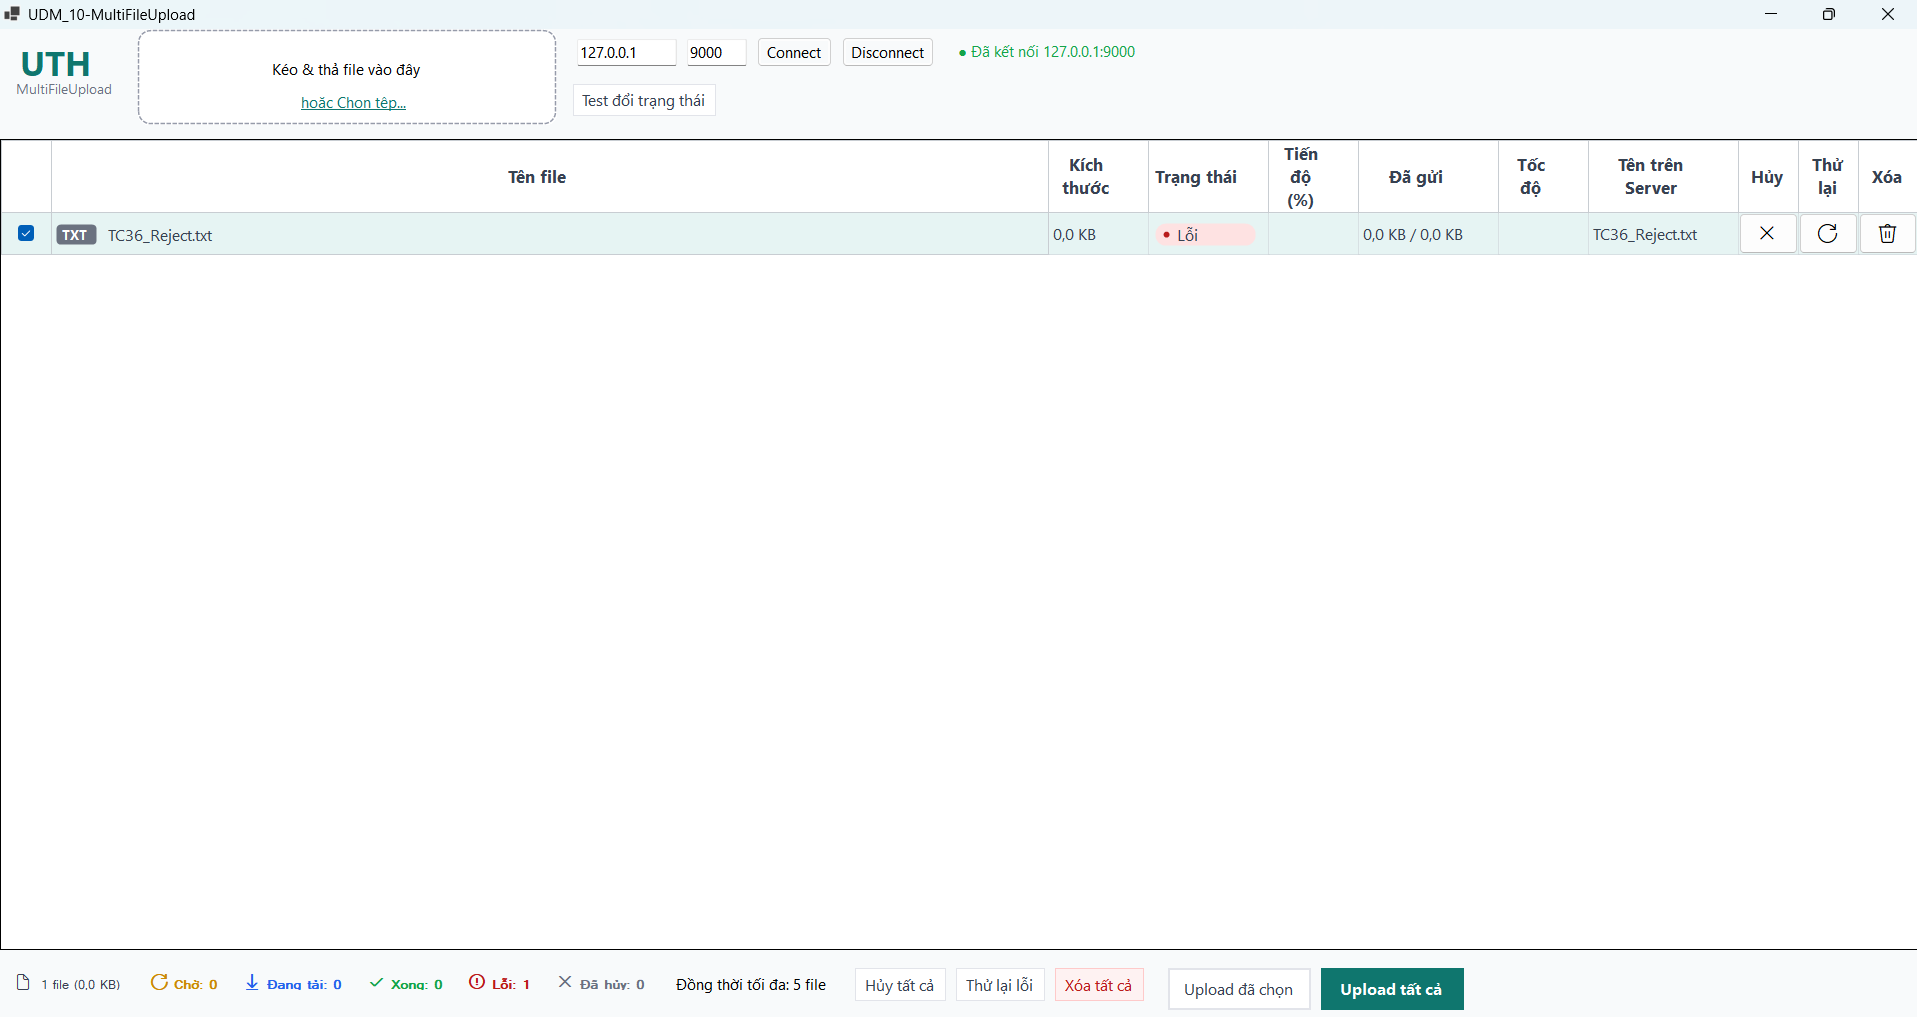 UDM_10-MultiFileUpload
UTH
MultiFileUpload
Kéo & thả file vào đây
hoặc Chọn tệp...
127.0.0.1
9000
Connect
Disconnect
● Đã kết nối 127.0.0.1:9000
Test đổi trạng thái
Tên file
Kích thước
Trạng thái
Tiến độ (%)
Đã gửi
Tốc độ
Tên trên Server
Hủy
Thử lại
Xóa
TXT
TC36_Reject.txt
0,0 KB
● Lỗi
0,0 KB / 0,0 KB
TC36_Reject.txt
1 file (0,0 KB)
Chờ: 0
Đang tải: 0
Xong: 0
Lỗi: 1
Đã hủy: 0
Đồng thời tối đa: 5 file
Hủy tất cả
Thử lại lỗi
Xóa tất cả
Upload đã chọn
Upload tất cả